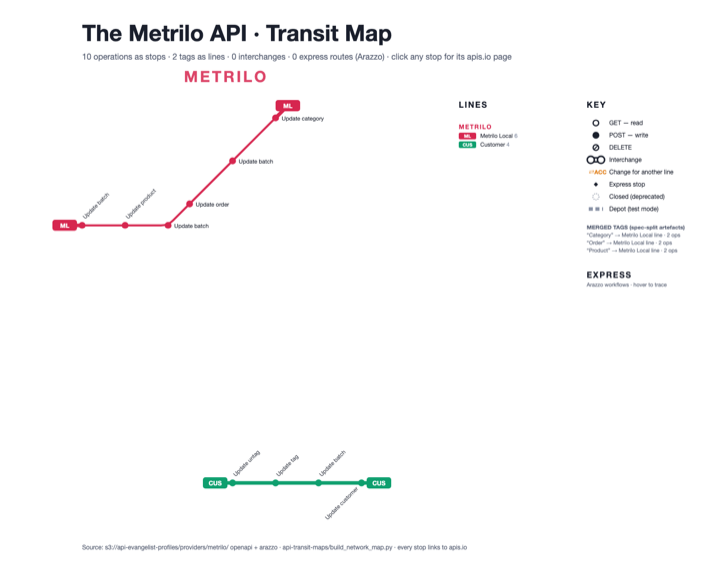 The Metrilo API · Transit Map
10 operations as stops · 2 tags as lines · 0 interchanges · 0 express routes (Arazzo) · click any stop for its apis.io page
METRILO
ML
Update category
Update batch
Update order
Update batch
Update product
Update batch
ML
LINES
METRILO
ML Metrilo Local 6
CUS Customer 4
KEY
GET — read
POST — write
DELETE
Interchange
⇄ACC Change for another line
Express stop
Closed (deprecated)
Depot (test mode)
MERGED TAGS (spec-split artefacts)
"Category" → Metrilo Local line · 2 ops
"Order" → Metrilo Local line · 2 ops
"Product" → Metrilo Local line · 2 ops
EXPRESS
Arazzo workflows · hover to trace
CUS
Update untag
Update tag
Update batch
Update customer
CUS
Source: s3://api-evangelist-profiles/providers/metrilo/ openapi + arazzo · api-transit-maps/build_network_map.py · every stop links to apis.io